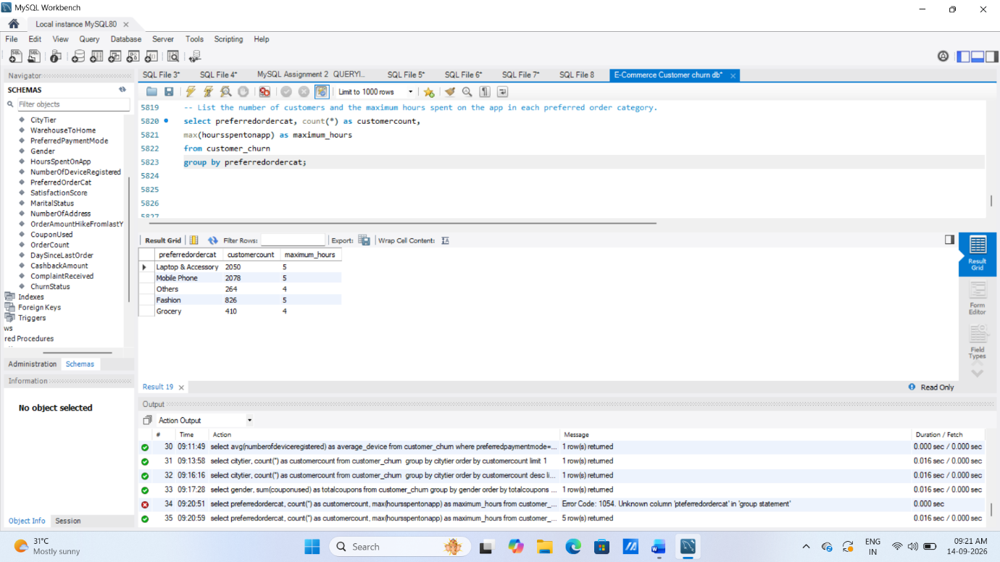 MySQL Workbench
Local instance MySQL80
File Edit View Query Database Server Tools Scripting Help
Navigator
SCHEMAS
Filter objects
CityTier
WarehouseToHome
PreferredPaymentMode
Gender
HoursSpentOnApp
NumberOfDeviceRegistered
PreferredOrderCat
SatisfactionScore
MaritalStatus
NumberOfAddress
OrderAmountHikeFromlastY
CouponUsed
OrderCount
DaySinceLastOrder
CashbackAmount
ComplaintReceived
ChurnStatus
Indexes
Foreign Keys
Triggers
ws
red Procedures
Administration Schemas
Information
No object selected
Object Info Session
SQL File 3* SQL File 4* MySQL Assignment 2 QUERYI... SQL File 5* SQL File 6* SQL File 7* SQL File 8 E-Commerce Customer churn db*
Limit to 1000 rows
5819 -- List the number of customers and the maximum hours spent on the app in each preferred order category.
5820 select preferredordercat, count(*) as customercount,
5821 max(hoursspentonapp) as maximum_hours
5822 from customer_churn
5823 group by preferredordercat;
5824
5825
5826
5827
Result Grid Filter Rows: Export: Wrap Cell Content:
preferredordercat customercount maximum_hours
Laptop & Accessory 2050 5
Mobile Phone 2078 5
Others 264 4
Fashion 826 5
Grocery 410 4
Result Grid
Form Editor
Field Types
Result 19
Read Only
Output
Action Output
# Time Action Message Duration / Fetch
30 09:11:49 select avg(numberofdeviceregistered) as average_device from customer_churn where preferredpaymentmode=... 1 row(s) returned 0.000 sec / 0.000 sec
31 09:13:58 select citytier, count(*) as customercount from customer_churn group by citytier order by customercount limit 1 1 row(s) returned 0.016 sec / 0.000 sec
32 09:16:16 select citytier, count(*) as customercount from customer_churn group by citytier order by customercount desc li... 1 row(s) returned 0.016 sec / 0.000 sec
33 09:17:28 select gender, sum(couponused) as totalcoupons from customer_churn group by gender order by totalcoupons ... 1 row(s) returned 0.016 sec / 0.000 sec
34 09:20:51 select preferredordercat, count(*) as customercount, max(hoursspentonapp) as maximum_hours from customer_... Error Code: 1054. Unknown column 'pteferredordercat' in 'group statement' 0.000 sec
35 09:20:59 select preferredordercat, count(*) as customercount, max(hoursspentonapp) as maximum_hours from customer_... 5 row(s) returned 0.016 sec / 0.000 sec
31°C
Mostly sunny
Search
ENG
IN
09:21 AM
14-09-2026